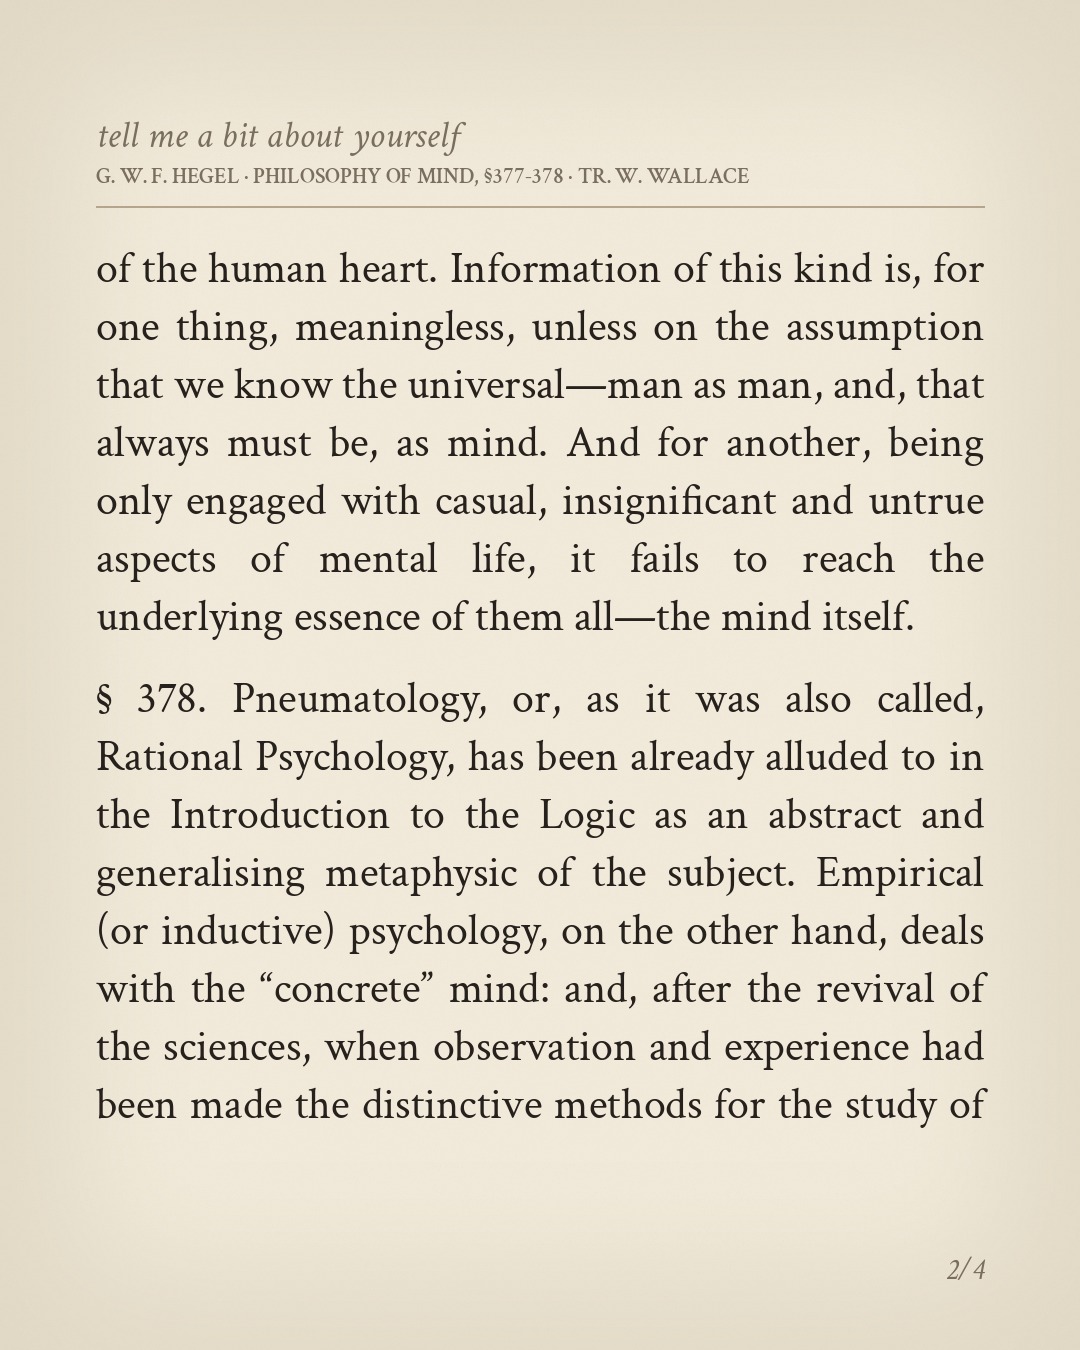 tell me a bit about yourself
G. W. F. HEGEL · PHILOSOPHY OF MIND, §377-378 · TR. W. WALLACE
of the human heart. Information of this kind is, for
one thing, meaningless, unless on the assumption
that we know the universal—man as man, and, that
always must be, as mind. And for another, being
only engaged with casual, insignificant and untrue
aspects of mental life, it fails to reach the
underlying essence of them all—the mind itself.
§ 378. Pneumatology, or, as it was also called,
Rational Psychology, has been already alluded to in
the Introduction to the Logic as an abstract and
generalising metaphysic of the subject. Empirical
(or inductive) psychology, on the other hand, deals
with the “concrete” mind: and, after the revival of
the sciences, when observation and experience had
been made the distinctive methods for the study of
2/4